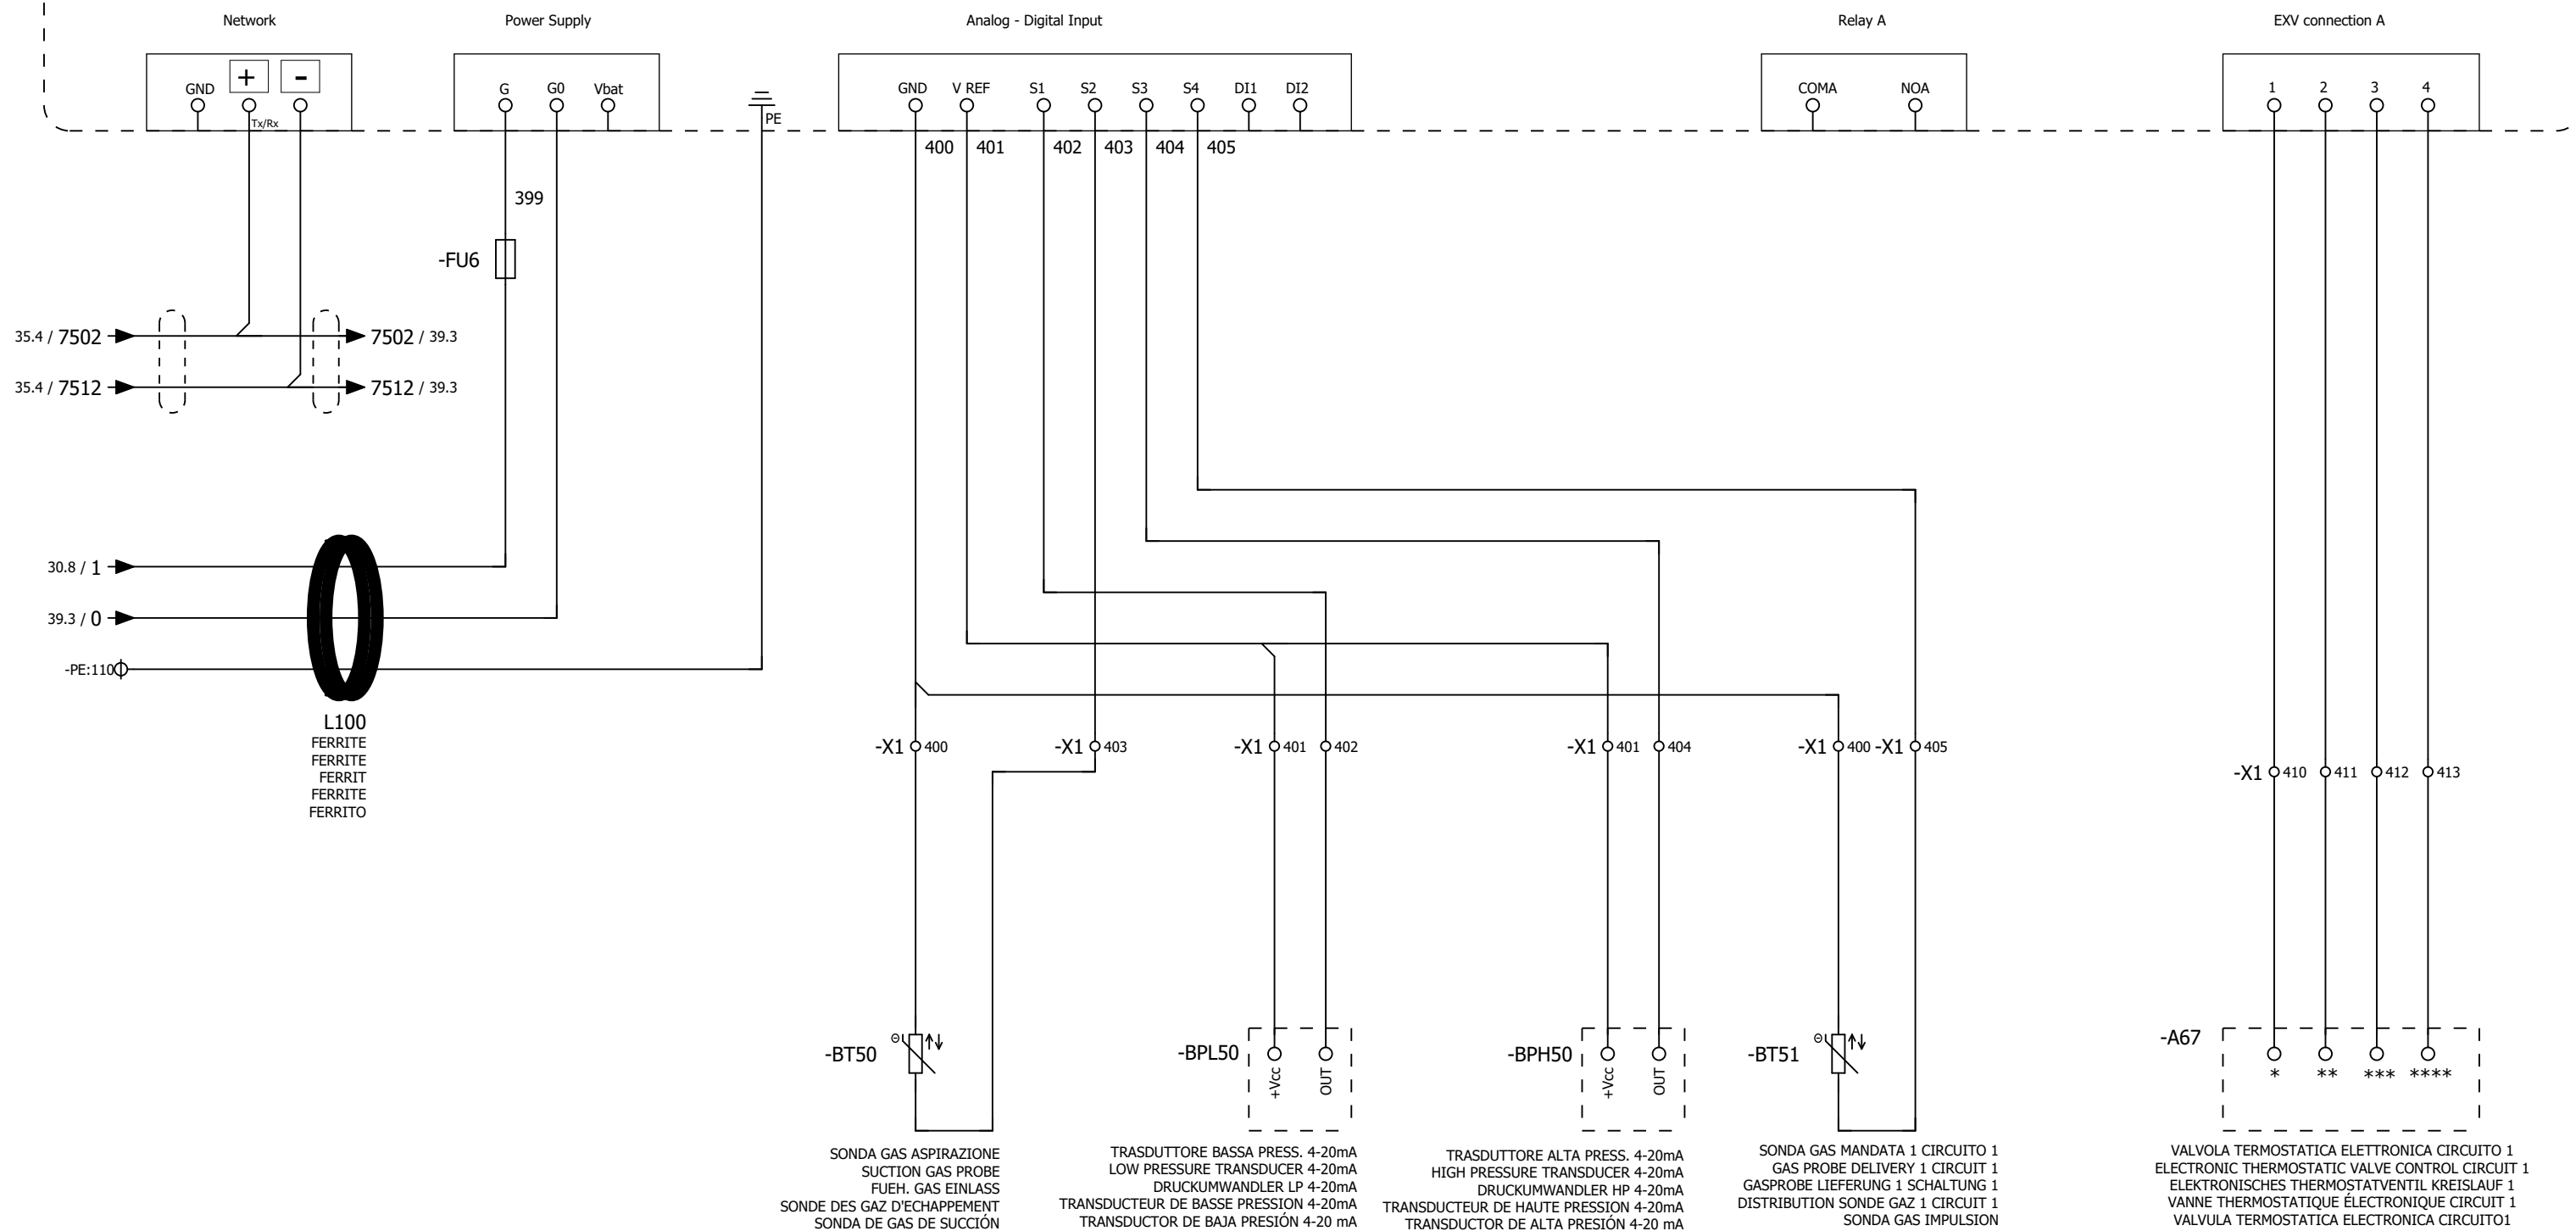 Network
Power Supply
Analog - Digital Input
Relay A
EXV connection A
GND + -
Tx/Rx
G G0 Vbat
PE
GND V REF S1 S2 S3 S4 DI1 DI2
COMA NOA
1 2 3 4
400 401 402 403 404 405
399
-FU6
35.4 / 7502
7502 / 39.3
35.4 / 7512
7512 / 39.3
30.8 / 1
39.3 / 0
-PE:110
L100
FERRITE
FERRITE
FERRIT
FERRITE
FERRITO
-X1 400
-X1 403
-X1 401 402
-X1 401 404
-X1 400 -X1 405
-X1 410 411 412 413
-BT50
-BPL50
+Vcc OUT
-BPH50
+Vcc OUT
-BT51
-A67
* ** *** ****
SONDA GAS ASPIRAZIONE
SUCTION GAS PROBE
FUEH. GAS EINLASS
SONDE DES GAZ D'ECHAPPEMENT
SONDA DE GAS DE SUCCIÓN
TRASDUTTORE BASSA PRESS. 4-20mA
LOW PRESSURE TRANSDUCER 4-20mA
DRUCKUMWANDLER LP 4-20mA
TRANSDUCTEUR DE BASSE PRESSION 4-20mA
TRANSDUCTOR DE BAJA PRESIÓN 4-20 mA
TRASDUTTORE ALTA PRESS. 4-20mA
HIGH PRESSURE TRANSDUCER 4-20mA
DRUCKUMWANDLER HP 4-20mA
TRANSDUCTEUR DE HAUTE PRESSION 4-20mA
TRANSDUCTOR DE ALTA PRESIÓN 4-20 mA
SONDA GAS MANDATA 1 CIRCUITO 1
GAS PROBE DELIVERY 1 CIRCUIT 1
GASPROBE LIEFERUNG 1 SCHALTUNG 1
DISTRIBUTION SONDE GAZ 1 CIRCUIT 1
SONDA GAS IMPULSION
VALVOLA TERMOSTATICA ELETTRONICA CIRCUITO 1
ELECTRONIC THERMOSTATIC VALVE CONTROL CIRCUIT 1
ELEKTRONISCHES THERMOSTATVENTIL KREISLAUF 1
VANNE THERMOSTATIQUE ÉLECTRONIQUE CIRCUIT 1
VALVULA TERMOSTATICA ELECTRONICA CIRCUITO1